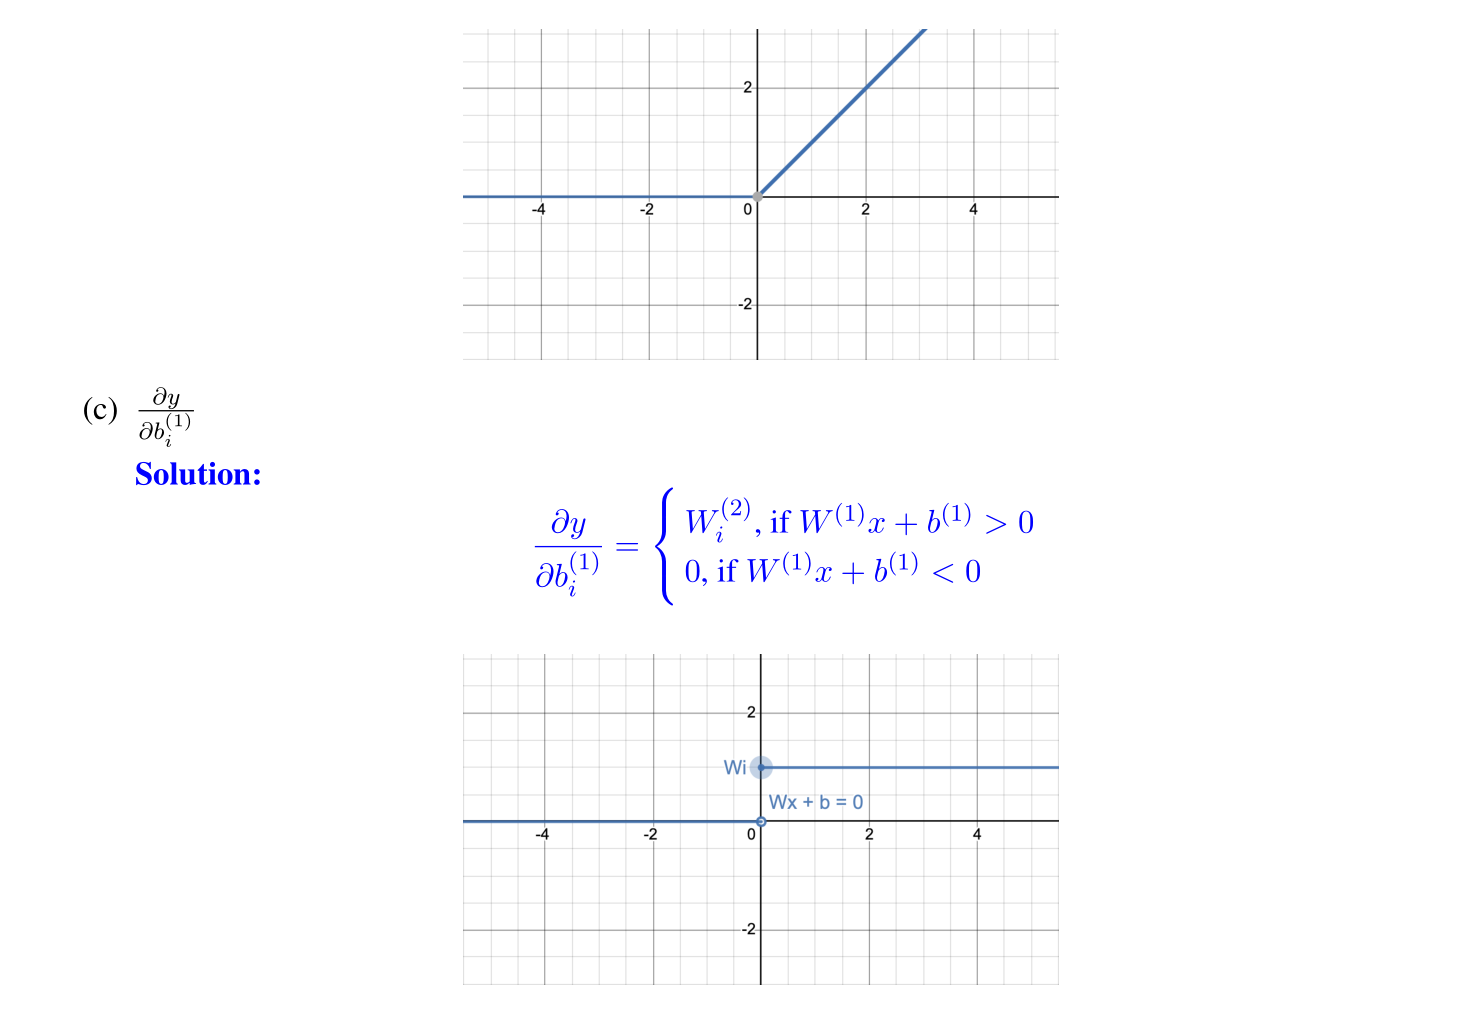 2
-4 -2 0 2 4
-2
(c) ∂y/∂b_i^(1)
Solution:
∂y/∂b_i^(1) = { W_i^(2), if W^(1)x + b^(1) > 0
0, if W^(1)x + b^(1) < 0
2
Wi
Wx + b = 0
-4 -2 0 2 4
-2